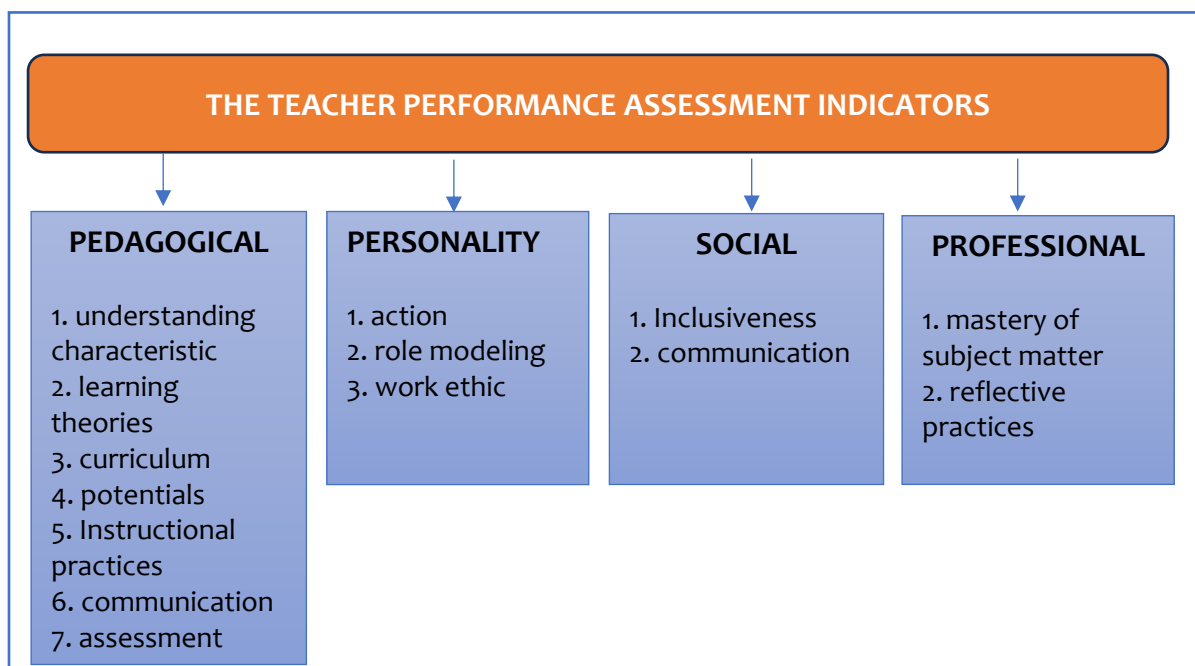 THE TEACHER PERFORMANCE ASSESSMENT INDICATORS
PEDAGOGICAL
1. understanding
characteristic
2. learning
theories
3. curriculum
4. potentials
5. Instructional
practices
6. communication
7. assessment
PERSONALITY
1. action
2. role modeling
3. work ethic
SOCIAL
1. Inclusiveness
2. communication
PROFESSIONAL
1. mastery of
subject matter
2. reflective
practices